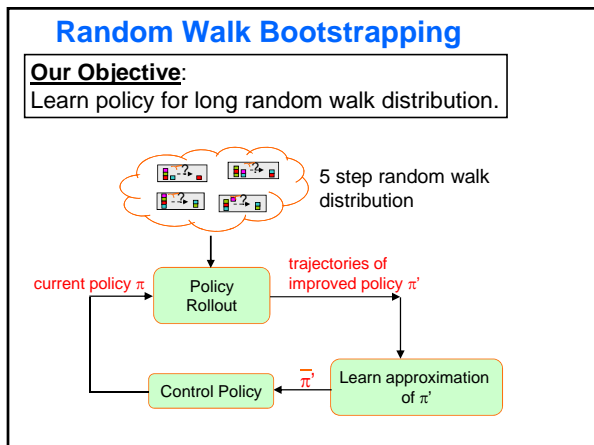 Random Walk Bootstrapping
Our Objective:
Learn policy for long random walk distribution.
?
?
?
?
5 step random walk
distribution
current policy π
trajectories of
improved policy π’
Policy
Rollout
Control Policy
π̅’
Learn approximation
of π’